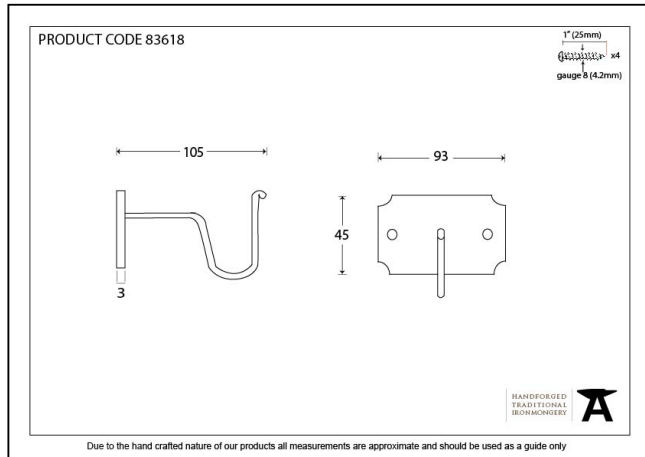 PRODUCT CODE 83618
1" (25mm)
x4
gauge 8 (4.2mm)
105
93
45
3
HANDFORGED
TRADITIONAL
IRONMONGERY
A
Due to the hand crafted nature of our products all measurements are approximate and should be used as a guide only